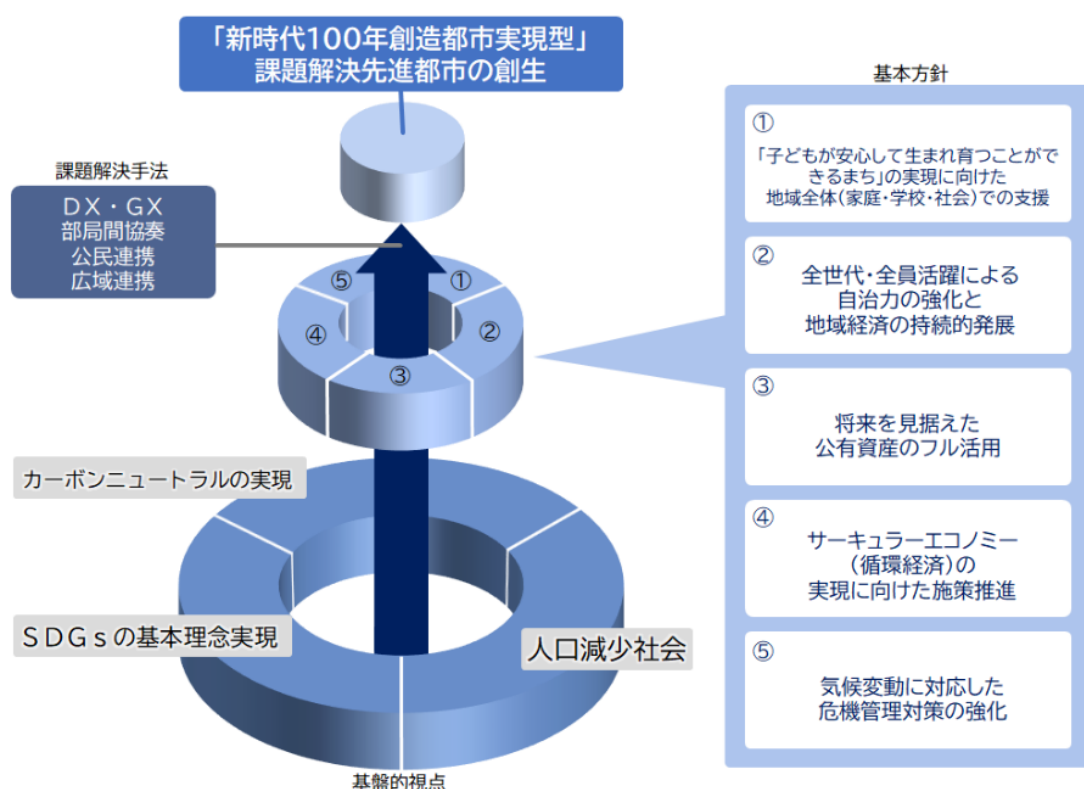 「新時代100年創造都市実現型」
課題解決先進都市の創生
課題解決手法
DX・GX
部局間協奏
公民連携
広域連携
⑤
①
④
②
③
カーボンニュートラルの実現
SDGsの基本理念実現
人口減少社会
基盤的視点
基本方針
①
「子どもが安心して生まれ育つことがで
きるまち」の実現に向けた
地域全体(家庭・学校・社会)での支援
②
全世代・全員活躍による
自治力の強化と
地域経済の持続的発展
③
将来を見据えた
公有資産のフル活用
④
サーキュラーエコノミー
(循環経済)の
実現に向けた施策推進
⑤
気候変動に対応した
危機管理対策の強化